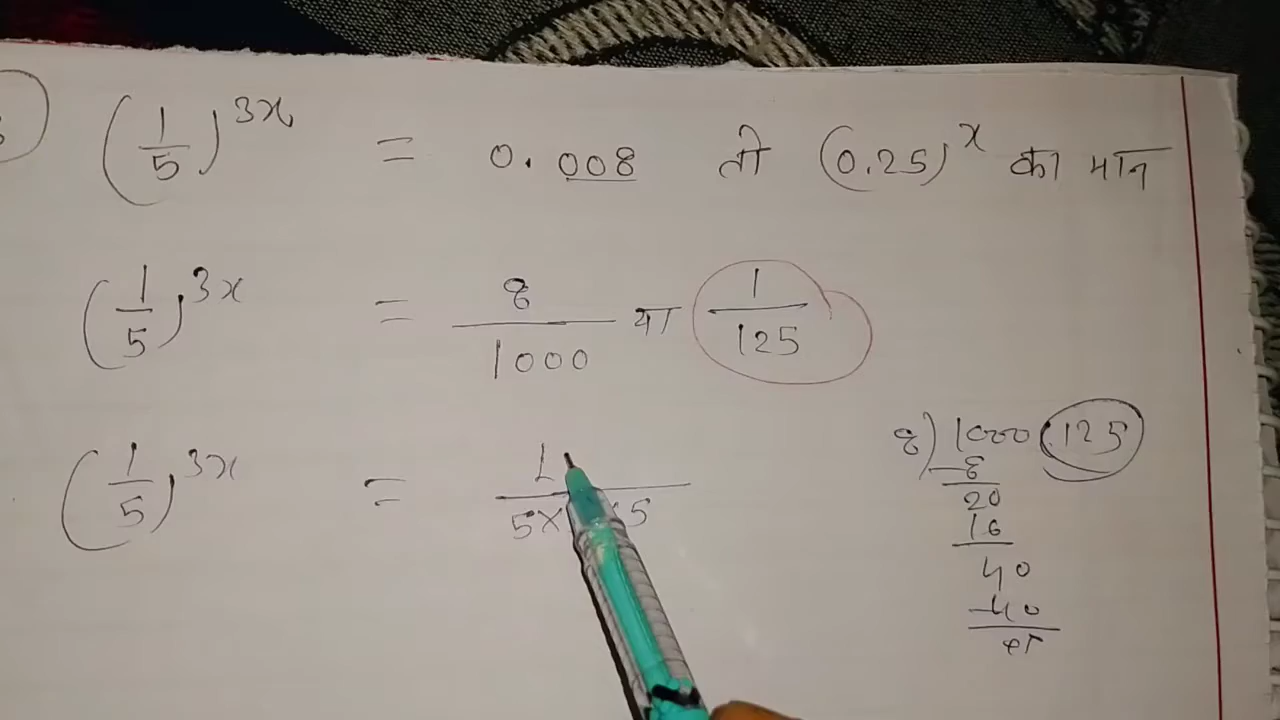 (1/5)^3x = 0.008 तो (0.25)^x का मान
(1/5)^3x = 8/1000 या 1/125
(1/5)^3x = 1/5× ×5
8)1000(125
-8
20
16
40
-40